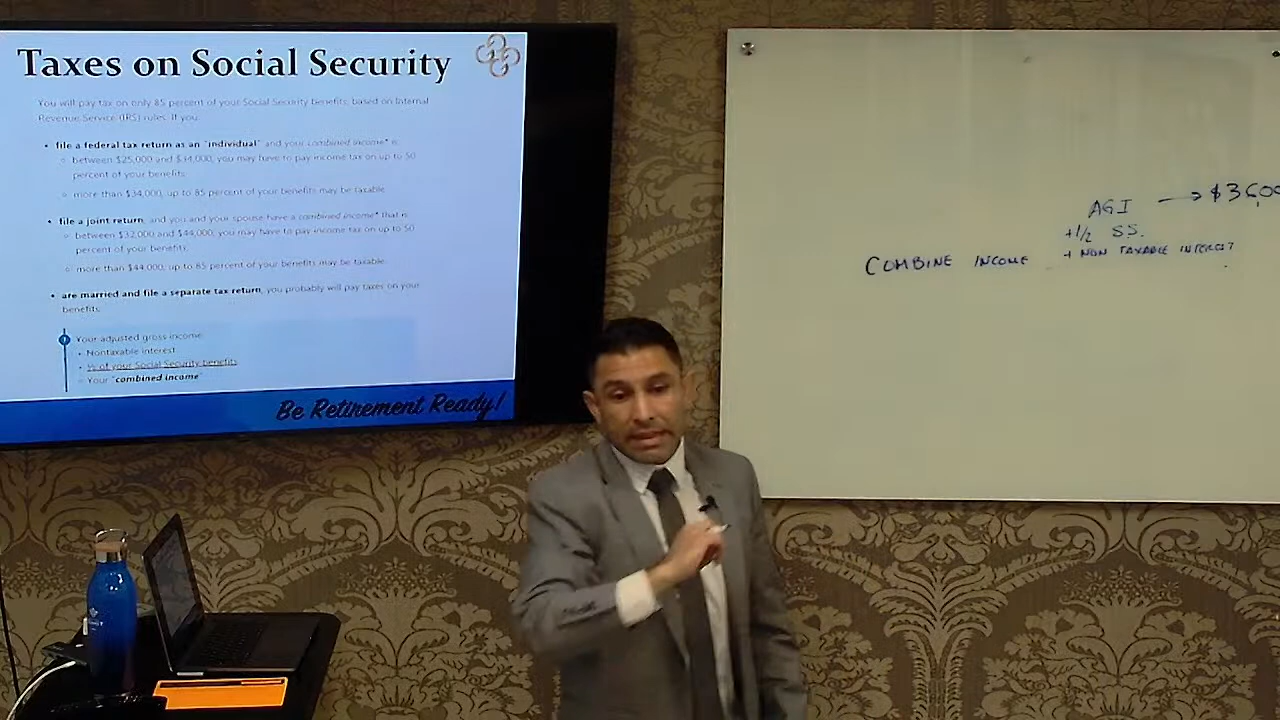 Taxes on Social Security
You will pay tax on only 85 percent of your Social Security benefits, based on Internal
Revenue Service (IRS) rules. If you:
• file a federal tax return as an "individual" and your combined income* is
○ between $25,000 and $34,000, you may have to pay income tax on up to 50
percent of your benefits.
○ more than $34,000, up to 85 percent of your benefits may be taxable.
• file a joint return, and you and your spouse have a combined income* that is
○ between $32,000 and $44,000, you may have to pay income tax on up to 50
percent of your benefits.
○ more than $44,000, up to 85 percent of your benefits may be taxable.
• are married and file a separate tax return, you probably will pay taxes on your
benefits.
Your adjusted gross income
• Nontaxable interest
• ½ of your Social Security benefits
• Your "combined income"
Be Retirement Ready!
AGI → $36,00
+1/2 SS.
COMBINE INCOME + NON TAXABLE INTEREST